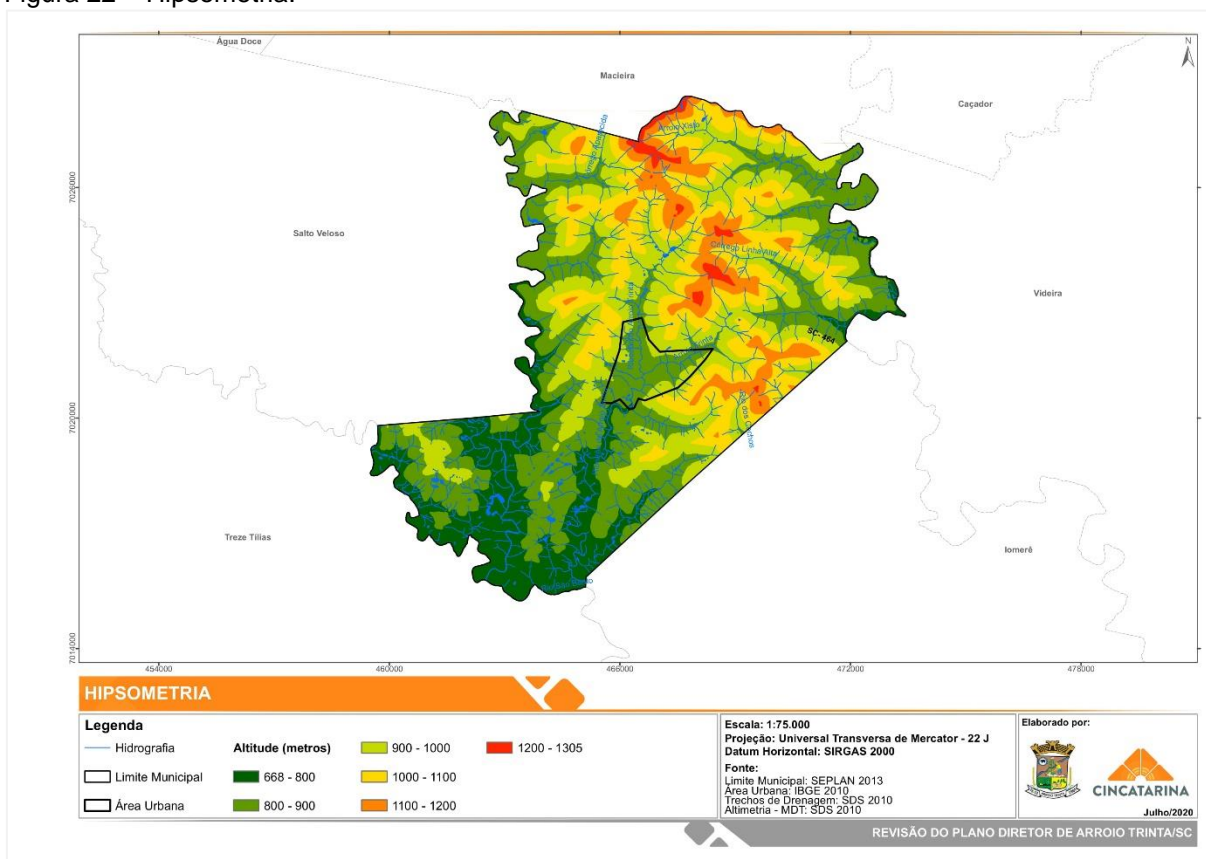 Figura 22 – Hipsometria.
Água Doce
Macieira
N
Caçador
Salto Veloso
Videira
Treze Tílias
Iomerê
Córrego Linha Alta
SC- 464
7026000
7020000
7014000
454000
460000
466000
472000
478000
HIPSOMETRIA
Legenda
Hidrografia
Limite Municipal
Área Urbana
Altitude (metros)
668 - 800
800 - 900
900 - 1000
1000 - 1100
1100 - 1200
1200 - 1305
Escala: 1:75.000
Projeção: Universal Transversa de Mercator - 22 J
Datum Horizontal: SIRGAS 2000
Fonte:
Limite Municipal: SEPLAN 2013
Área Urbana: IBGE 2010
Trechos de Drenagem: SDS 2010
Altimetria - MDT: SDS 2010
Elaborado por:
CINCATARINA
Julho/2020
REVISÃO DO PLANO DIRETOR DE ARROIO TRINTA/SC